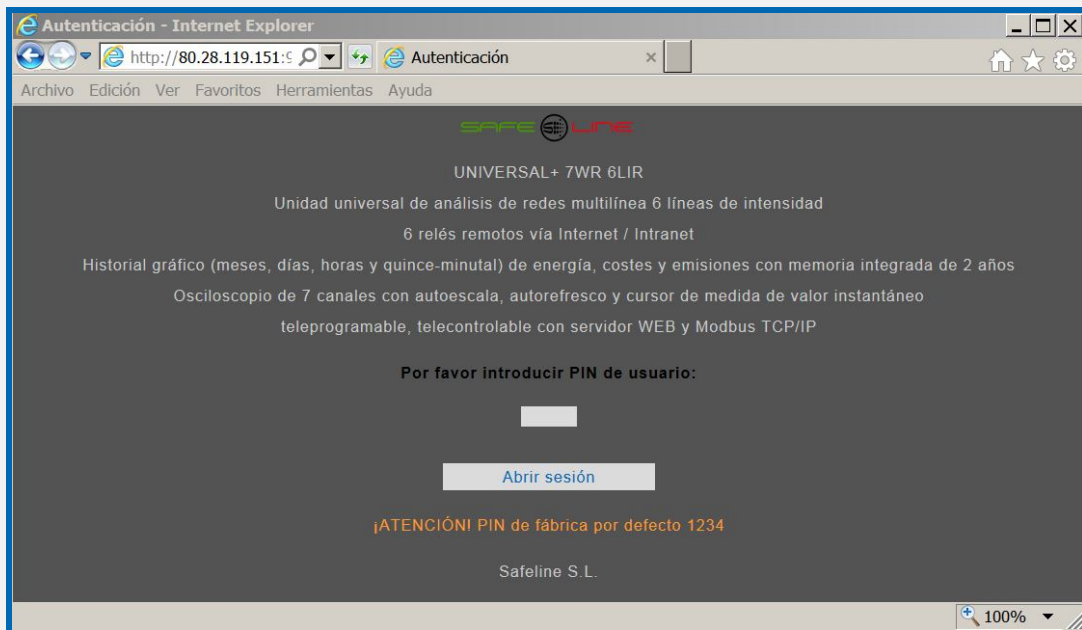 Autenticación - Internet Explorer
http://80.28.119.151:9
Autenticación
Archivo Edición Ver Favoritos Herramientas Ayuda
SAFE LINE
UNIVERSAL+ 7WR 6LIR
Unidad universal de análisis de redes multilínea 6 líneas de intensidad
6 relés remotos vía Internet / Intranet
Historial gráfico (meses, días, horas y quince-minutal) de energía, costes y emisiones con memoria integrada de 2 años
Osciloscopio de 7 canales con autoescala, autorefresco y cursor de medida de valor instantáneo
teleprogramable, telecontrolable con servidor WEB y Modbus TCP/IP
Por favor introducir PIN de usuario:
Abrir sesión
¡ATENCIÓN! PIN de fábrica por defecto 1234
Safeline S.L.
100%